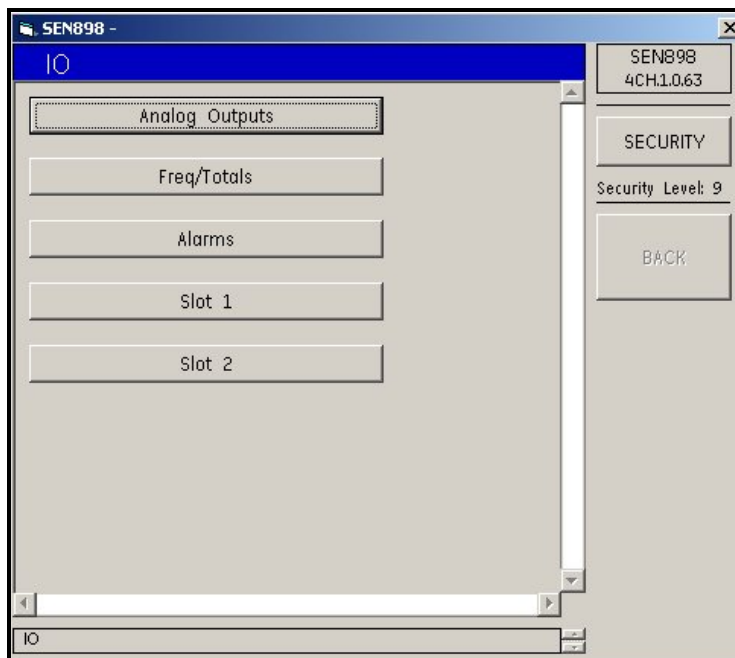 SEN898 -
IO
Analog Outputs
Freq/Totals
Alarms
Slot 1
Slot 2
SEN898
4CH.1.0.63
SECURITY
Security Level: 9
BACK
IO